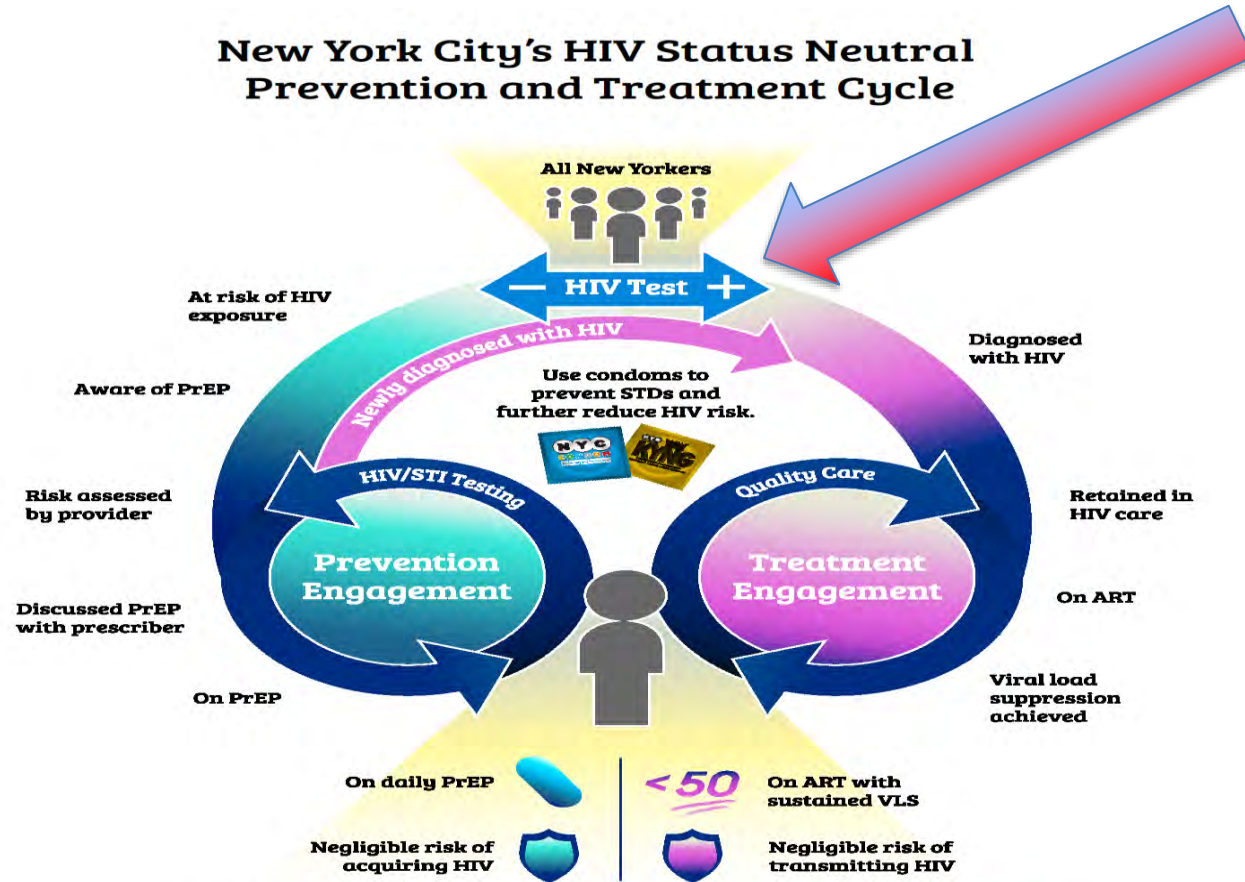 New York City's HIV Status Neutral
Prevention and Treatment Cycle
All New Yorkers
− HIV Test +
At risk of HIV
exposure
Newly diagnosed with HIV
Diagnosed
with HIV
Aware of PrEP
Use condoms to
prevent STDs and
further reduce HIV risk.
NYC
KYNG
HIV/STI Testing
Quality Care
Risk assessed
by provider
Retained in
HIV care
Prevention
Engagement
Treatment
Engagement
Discussed PrEP
with prescriber
On ART
On PrEP
Viral load
suppression
achieved
On daily PrEP
<50
On ART with
sustained VLS
Negligible risk of
acquiring HIV
Negligible risk of
transmitting HIV